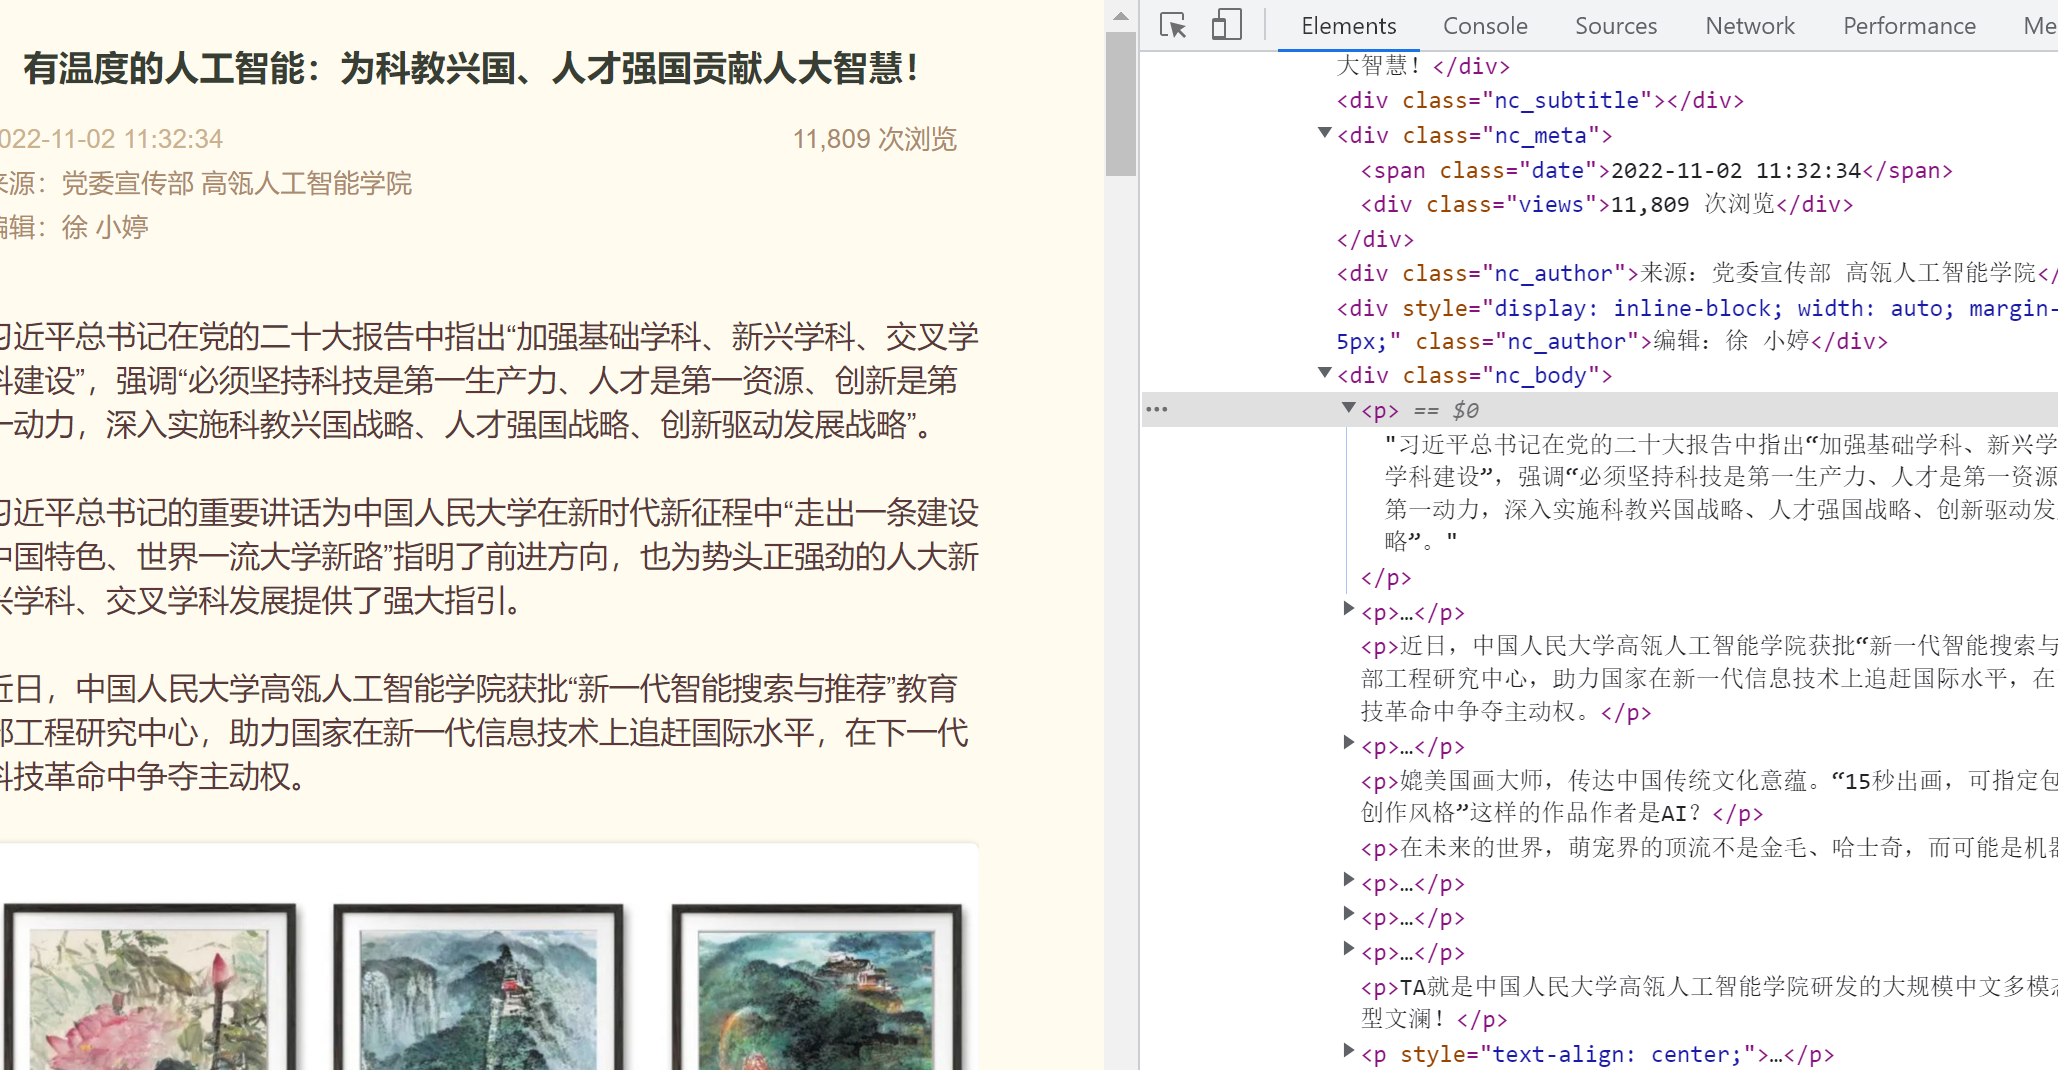 有温度的人工智能：为科教兴国、人才强国贡献人大智慧！
022-11-02 11:32:34
11,809 次浏览
来源：党委宣传部 高瓴人工智能学院
编辑：徐 小婷
习近平总书记在党的二十大报告中指出“加强基础学科、新兴学科、交叉学
科建设”，强调“必须坚持科技是第一生产力、人才是第一资源、创新是第
一动力，深入实施科教兴国战略、人才强国战略、创新驱动发展战略”。
习近平总书记的重要讲话为中国人民大学在新时代新征程中“走出一条建设
中国特色、世界一流大学新路”指明了前进方向，也为势头正强劲的人大新
兴学科、交叉学科发展提供了强大指引。
近日，中国人民大学高瓴人工智能学院获批“新一代智能搜索与推荐”教育
部工程研究中心，助力国家在新一代信息技术上追赶国际水平，在下一代
科技革命中争夺主动权。
Elements Console Sources Network Performance Me
大智慧！</div>
<div class="nc_subtitle"></div>
<div class="nc_meta">
<span class="date">2022-11-02 11:32:34</span>
<div class="views">11,809 次浏览</div>
</div>
<div class="nc_author">来源：党委宣传部 高瓴人工智能学院</
<div style="display: inline-block; width: auto; margin-
5px;" class="nc_author">编辑：徐 小婷</div>
<div class="nc_body">
<p> == $0
"习近平总书记在党的二十大报告中指出“加强基础学科、新兴学
学科建设”，强调“必须坚持科技是第一生产力、人才是第一资源
第一动力，深入实施科教兴国战略、人才强国战略、创新驱动发
略”。"
</p>
<p>…</p>
<p>近日，中国人民大学高瓴人工智能学院获批“新一代智能搜索与
部工程研究中心，助力国家在新一代信息技术上追赶国际水平，在
技革命中争夺主动权。</p>
<p>…</p>
<p>媲美国画大师，传达中国传统文化意蕴。“15秒出画，可指定包
创作风格”这样的作品作者是AI？</p>
<p>在未来的世界，萌宠界的顶流不是金毛、哈士奇，而可能是机器
<p>…</p>
<p>…</p>
<p>…</p>
<p>TA就是中国人民大学高瓴人工智能学院研发的大规模中文多模态
型文澜！</p>
<p style="text-align: center;">…</p>